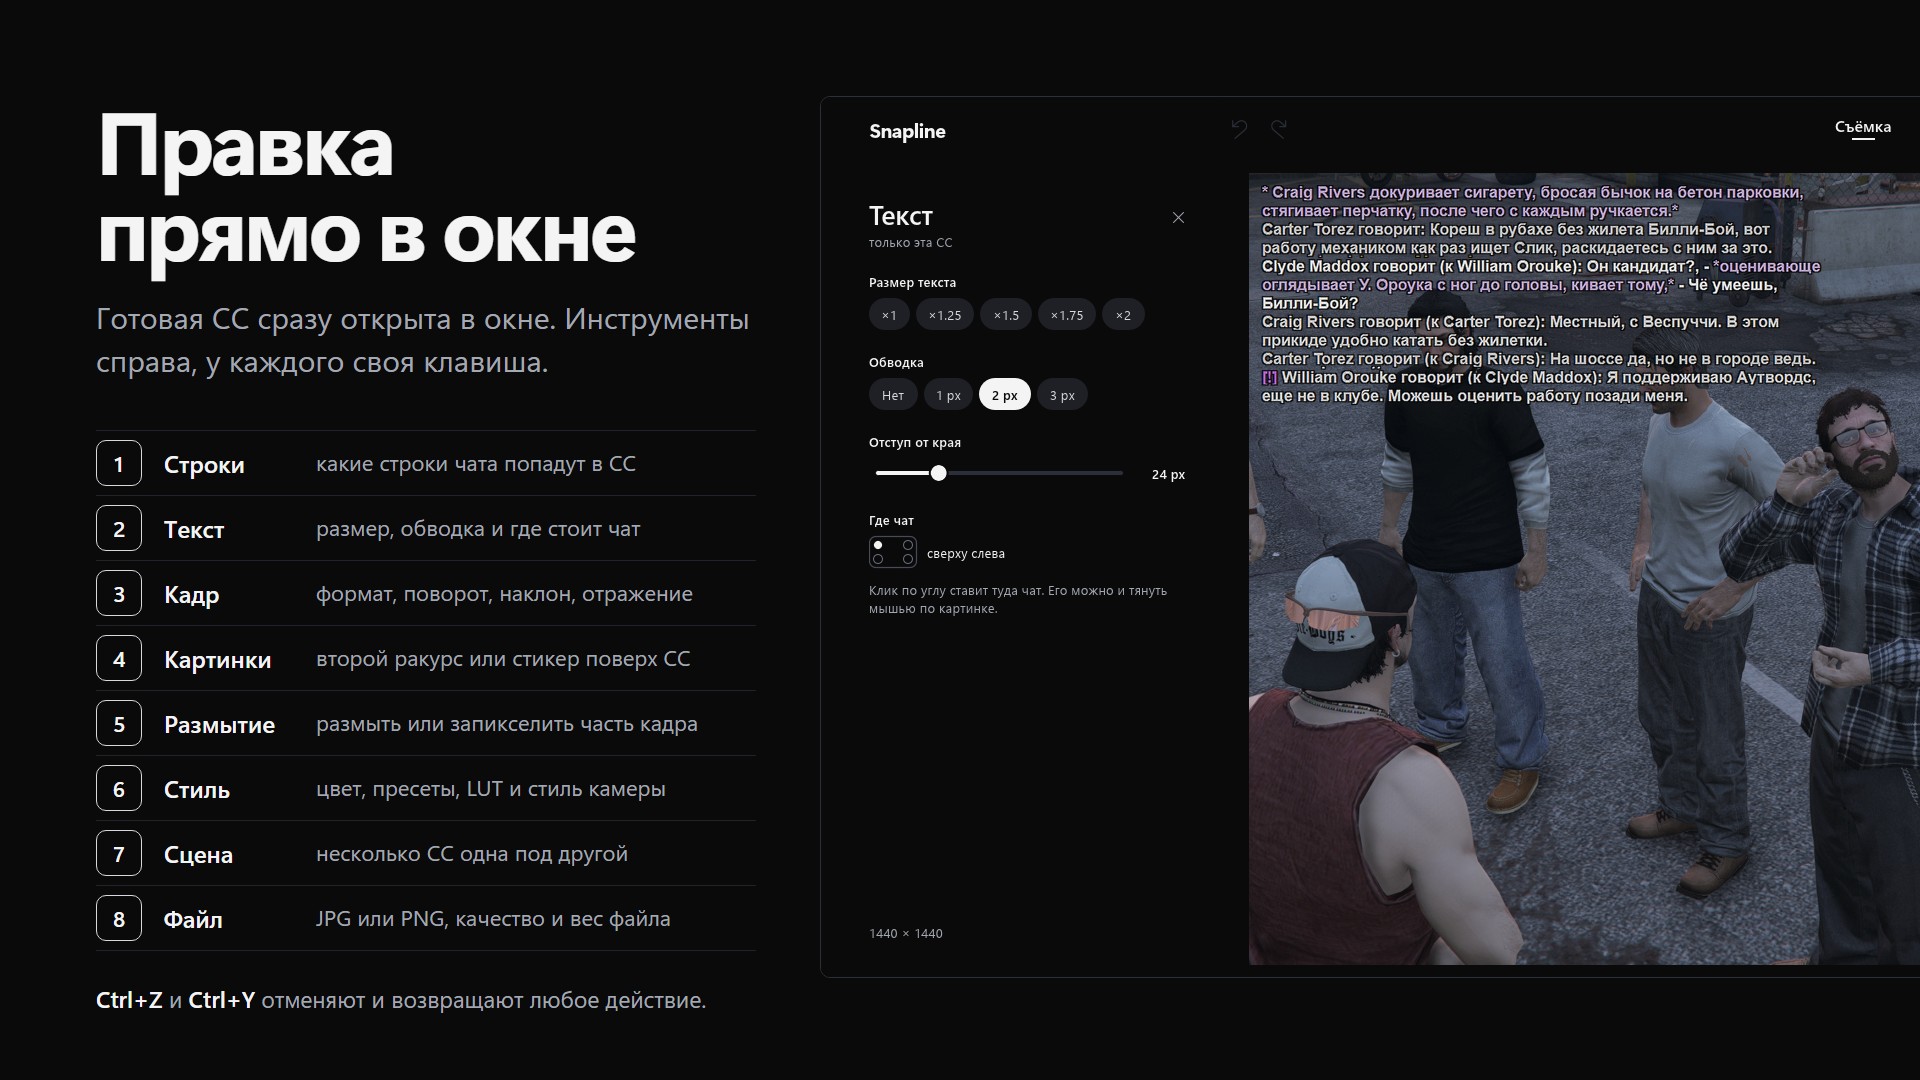 Правка
прямо в окне
Готовая СС сразу открыта в окне. Инструменты
справа, у каждого своя клавиша.
1 Строки какие строки чата попадут в СС
2 Текст размер, обводка и где стоит чат
3 Кадр формат, поворот, наклон, отражение
4 Картинки второй ракурс или стикер поверх СС
5 Размытие размыть или запикселить часть кадра
6 Стиль цвет, пресеты, LUT и стиль камеры
7 Сцена несколько СС одна под другой
8 Файл JPG или PNG, качество и вес файла
Ctrl+Z и Ctrl+Y отменяют и возвращают любое действие.
Snapline
Съёмка
Текст
только эта СС
Размер текста
×1 ×1.25 ×1.5 ×1.75 ×2
Обводка
Нет 1 px 2 px 3 px
Отступ от края
24 px
Где чат
сверху слева
Клик по углу ставит туда чат. Его можно и тянуть
мышью по картинке.
1440 × 1440
* Craig Rivers докуривает сигарету, бросая бычок на бетон парковки,
стягивает перчатку, после чего с каждым ручкается.*
Carter Torez говорит: Кореш в рубахе без жилета Билли-Бой, вот
работу механиком как раз ищет Слик, раскидаетесь с ним за это.
Clyde Maddox говорит (к William Orouke): Он кандидат?, - *оценивающе
оглядывает У. Ороука с ног до головы, кивает тому,* - Чё умеешь,
Билли-Бой?
Craig Rivers говорит (к Carter Torez): Местный, с Веспуччи. В этом
прикиде удобно катать без жилетки.
Carter Torez говорит (к Craig Rivers): На шоссе да, но не в городе ведь.
[!] William Orouke говорит (к Clyde Maddox): Я поддерживаю Аутвордс,
еще не в клубе. Можешь оценить работу позади меня.